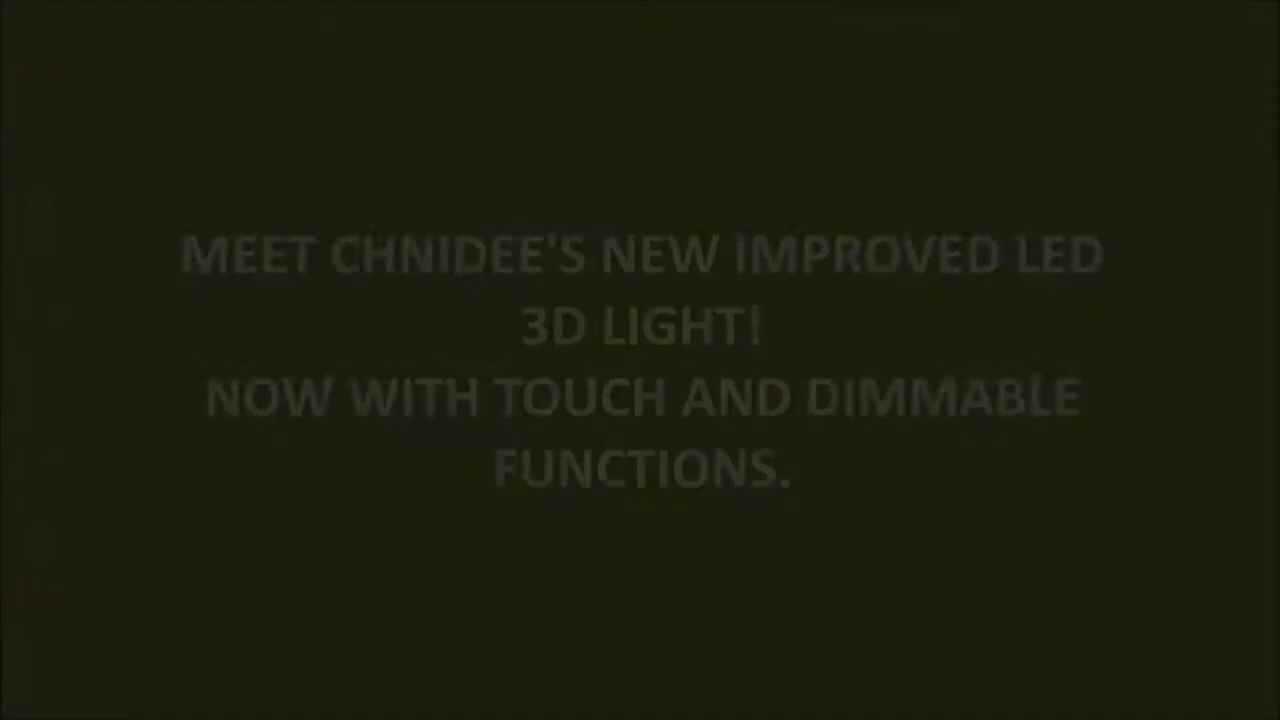 MEET CHNIDEE'S NEW IMPROVED LED
3D LIGHT!
NOW WITH TOUCH AND DIMMABLE
FUNCTIONS.